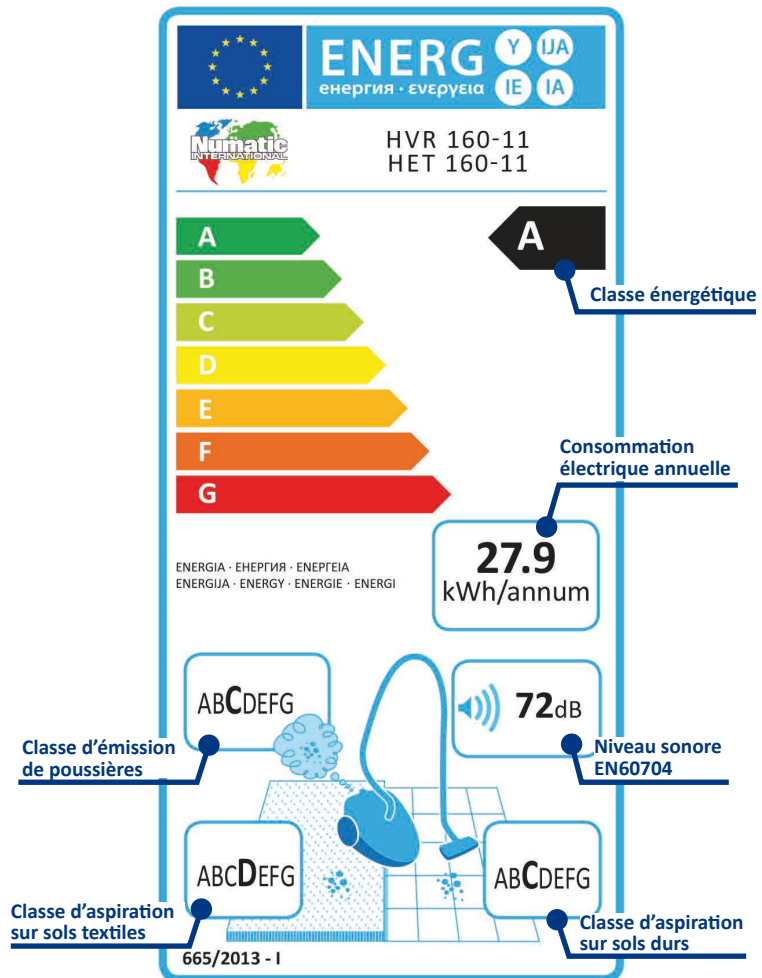 ENERG
енергия · ενεργεια
Y
IJA
IE
IA
Numatic
INTERNATIONAL
HVR 160-11
HET 160-11
A
A
B
C
D
E
F
G
Classe énergétique
Consommation
électrique annuelle
27.9
kWh/annum
ENERGIA · ЕНЕРГИЯ · ΕΝΕΡΓΕΙΑ
ENERGIJA · ENERGY · ENERGIE · ENERGI
ABCDEFG
72dB
Classe d’émission
de poussières
Niveau sonore
EN60704
ABCDEFG
ABCDEFG
Classe d’aspiration
sur sols textiles
Classe d’aspiration
sur sols durs
665/2013 - I